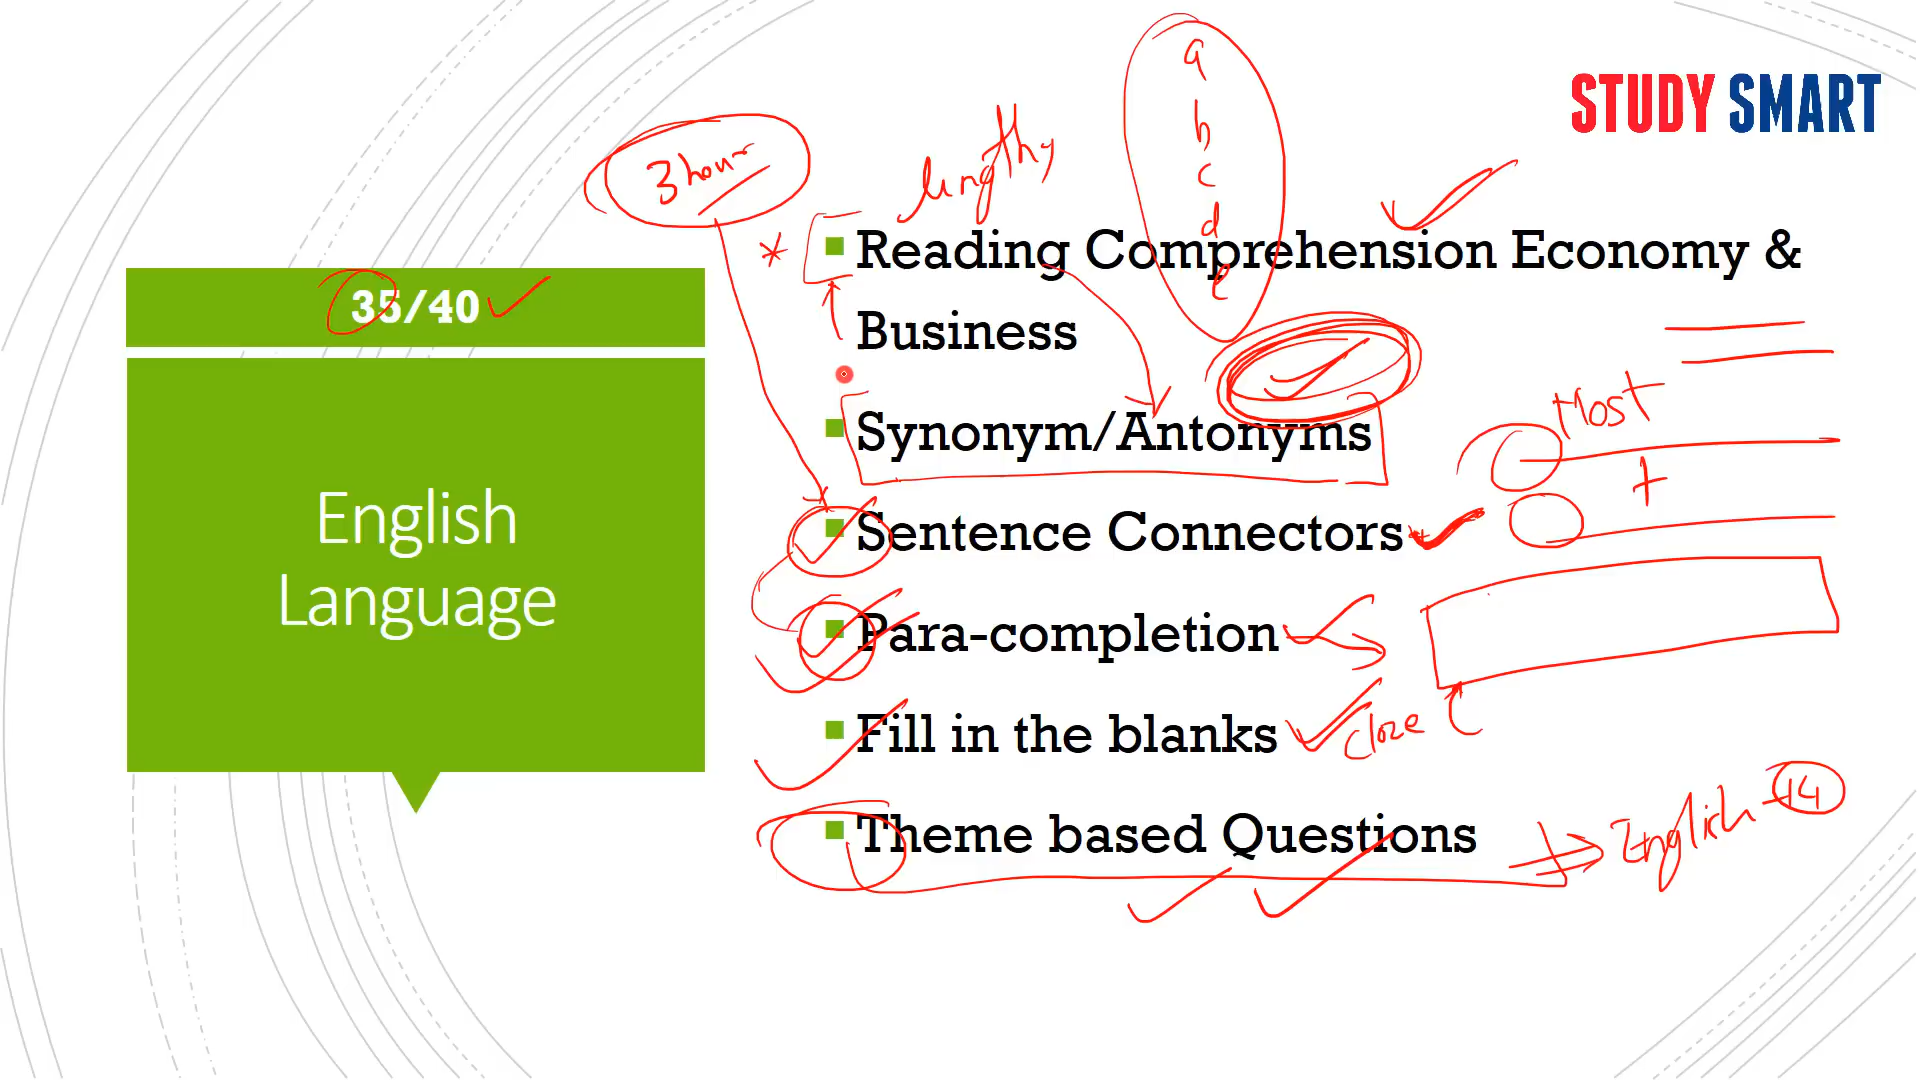 STUDY SMART
3 hour
lengthy
a
b
c
d
e
35/40
English
Language
Reading Comprehension Economy &
Business
Synonym/Antonyms
Most
+
Sentence Connectors
Para-completion
Fill in the blanks
Cloze
Theme based Questions
English - 14